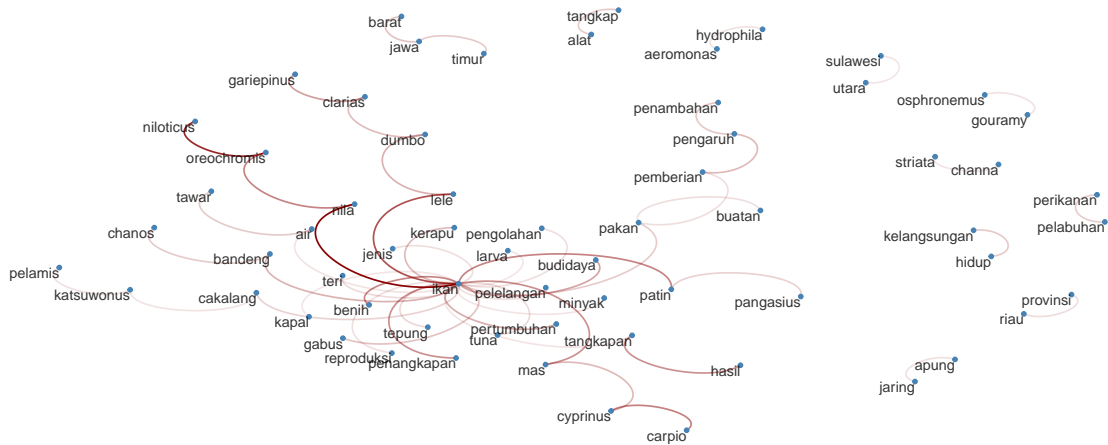 tangkap
barat
hydrophila
jawa
alat
aeromonas
timur
sulawesi
gariepinus
utara
clarias
osphronemus
penambahan
gouramy
niloticus
dumbo
pengaruh
oreochromis
striata
channa
pemberian
tawar
nila
lele
perikanan
buatan
pakan
pelabuhan
chanos
air
kerapu
pengolahan
kelangsungan
jenis
larva
bandeng
budidaya
hidup
pelamis
teri
ikan
katsuwonus
cakalang
pelelangan
patin
minyak
pangasius
provinsi
benih
kapal
riau
tepung
pertumbuhan
gabus
tuna
tangkapan
reproduksi
penangkapan
mas
hasil
apung
jaring
cyprinus
carpio